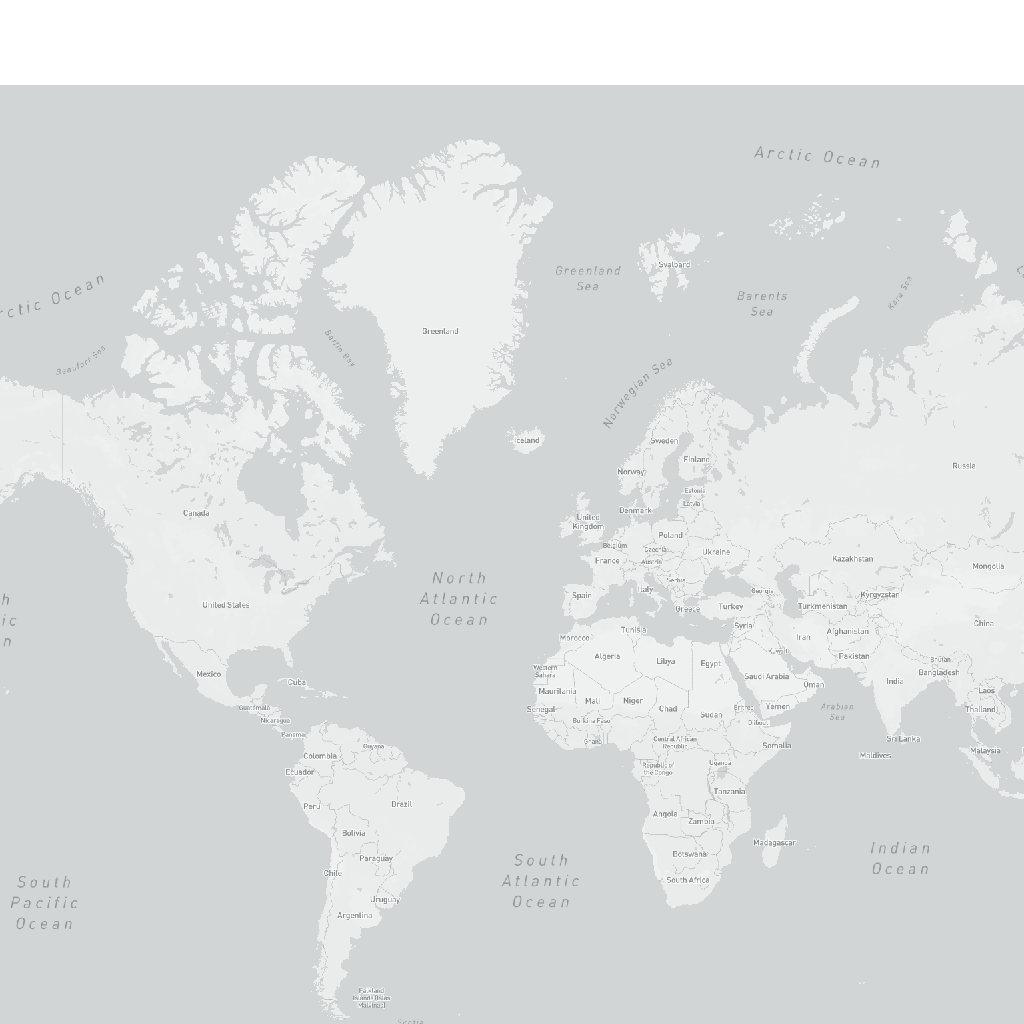 Arctic Ocean
Svalbard
Greenland
Sea
Barents
Sea
Kara Sea
rctic Ocean
Greenland
Baffin Bay
Beaufort Sea
Norwegian Sea
Iceland
Sweden
Finland
Norway
Russia
Estonia
Latvia
Denmark
Canada
United
Kingdom
Poland
Belgium
Czechia
Ukraine
France
Austria
Kazakhstan
Mongolia
North
Atlantic
Ocean
Serbia
Italy
Spain
Georgia
Kyrgyzstan
h
ic
n
United States
Greece
Turkey
Turkmenistan
Syria
China
Tunisia
Morocco
Iran
Afghanistan
Algeria
Libya
Egypt
Kuwait
Pakistan
Bhutan
Western
Sahara
Mexico
Saudi Arabia
Bangladesh
Cuba
Oman
India
Mauritania
Mali
Niger
Laos
Guatemala
Senegal
Chad
Sudan
Eritrea
Yemen
Arabian
Sea
Thailand
Nicaragua
Burkina Faso
Djibouti
Panama
Ghana
Central African
Republic
Somalia
Sri Lanka
Guyana
Colombia
Maldives
Malaysia
Ecuador
Republic of
the Congo
Uganda
Tanzania
Peru
Brazil
Angola
Zambia
Bolivia
Madagascar
Paraguay
Botswana
Indian
Ocean
South
Atlantic
Ocean
Chile
South Africa
South
Pacific
Ocean
Uruguay
Argentina
Falkland
Islands (Islas
Malvinas)
Scotia